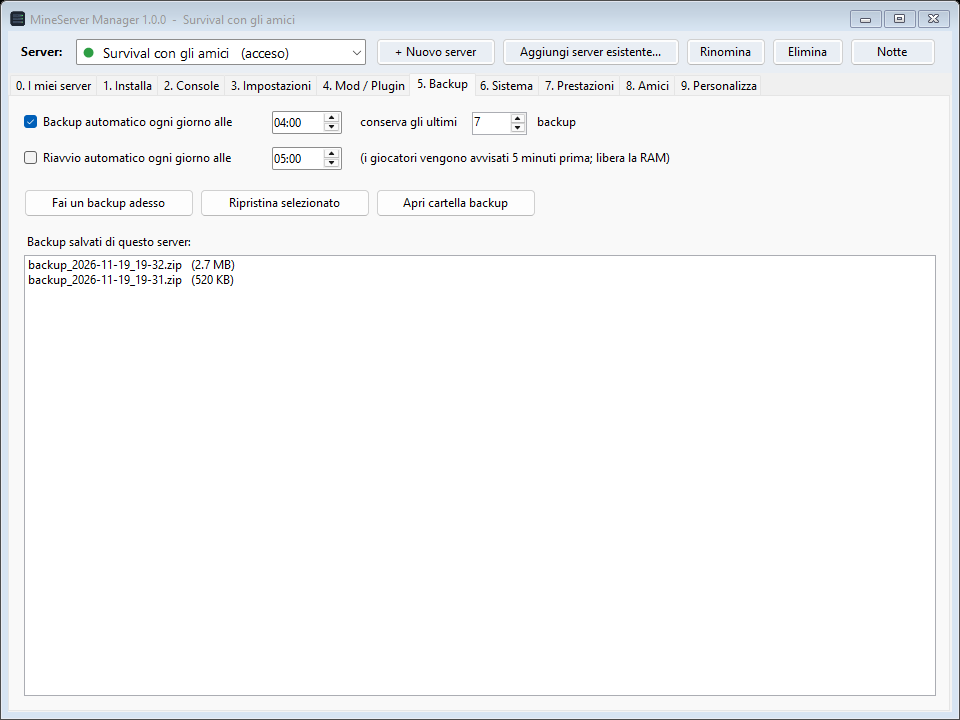 MineServer Manager 1.0.0 - Survival con gli amici
Server: Survival con gli amici (acceso) + Nuovo server Aggiungi server esistente... Rinomina Elimina Notte
0. I miei server 1. Installa 2. Console 3. Impostazioni 4. Mod / Plugin 5. Backup 6. Sistema 7. Prestazioni 8. Amici 9. Personalizza
Backup automatico ogni giorno alle 04:00 conserva gli ultimi 7 backup
Riavvio automatico ogni giorno alle 05:00 (i giocatori vengono avvisati 5 minuti prima; libera la RAM)
Fai un backup adesso Ripristina selezionato Apri cartella backup
Backup salvati di questo server:
backup_2026-11-19_19-32.zip (2.7 MB)
backup_2026-11-19_19-31.zip (520 KB)